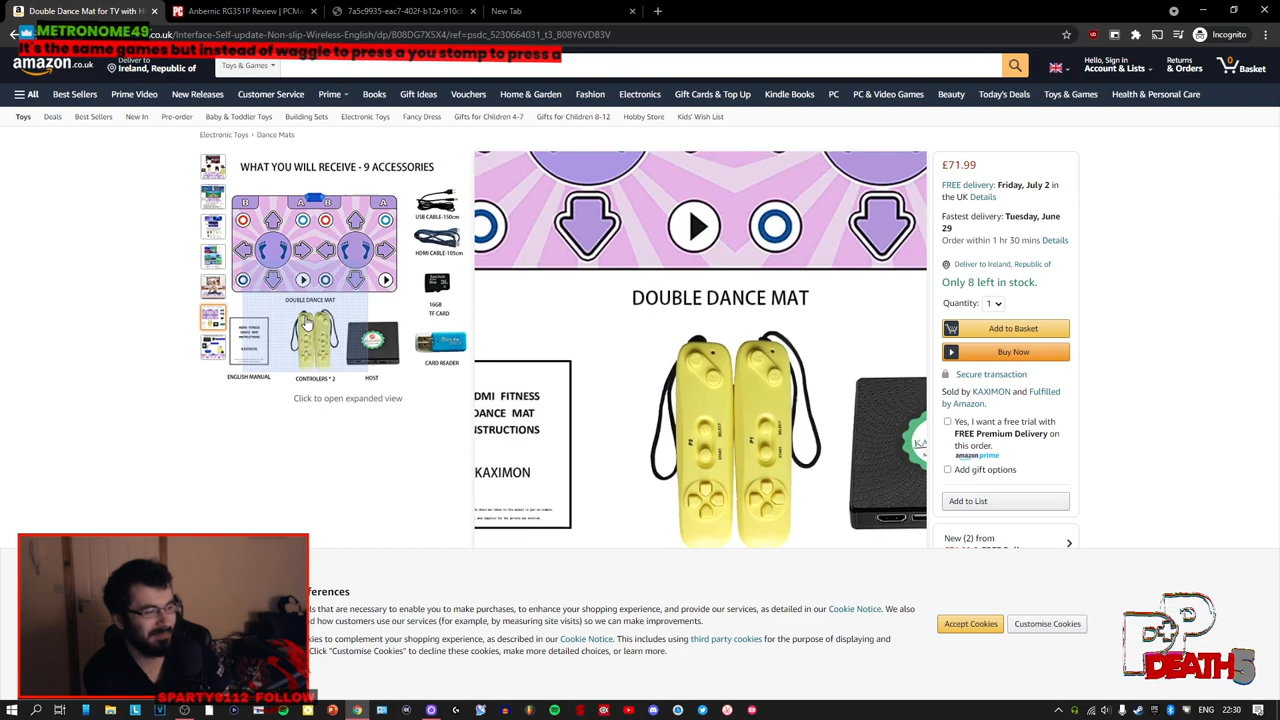 Double Dance Mat for TV with H
Anbernic RG351P Review | PCMa
7a5c9935-eac7-402f-b12a-910c
New Tab
METRONOME49
.co.uk/Interface-Self-update-Non-slip-Wireless-English/dp/B08DG7X5X4/ref=psdc_5230664031_t3_B08Y6VDB3V
It's the same games but instead of waggle to press a you stomp to press a
amazon.co.uk
Deliver to
Ireland, Republic of
Toys & Games
Hello, Sign in
Account & Lists
Returns
& Orders
0
Basket
All
Best Sellers
Prime Video
New Releases
Customer Service
Prime
Books
Gift Ideas
Vouchers
Home & Garden
Fashion
Electronics
Gift Cards & Top Up
Kindle Books
PC
PC & Video Games
Beauty
Today's Deals
Toys & Games
Health & Personal Care
Toys
Deals
Best Sellers
New In
Pre-order
Baby & Toddler Toys
Building Sets
Electronic Toys
Fancy Dress
Gifts for Children 4-7
Gifts for Children 8-12
Hobby Store
Kids' Wish List
Electronic Toys › Dance Mats
WHAT YOU WILL RECEIVE - 9 ACCESSORIES
B
A
B
A
USB CABLE-150cm
HDMI CABLE-105cm
16GB
TF CARD
CARD READER
DOUBLE DANCE MAT
ENGLISH MANUAL
CONTROLERS * 2
HOST
Click to open expanded view
DOUBLE DANCE MAT
HDMI FITNESS
DANCE MAT
INSTRUCTIONS
KAXIMON
P2
SELECT
P1
START
SELECT
£71.99
FREE delivery: Friday, July 2 in
the UK Details
Fastest delivery: Tuesday, June
29
Order within 1 hr 30 mins Details
Deliver to Ireland, Republic of
Only 8 left in stock.
Quantity: 1
Add to Basket
Buy Now
Secure transaction
Sold by KAXIMON and Fulfilled
by Amazon.
Yes, I want a free trial with
FREE Premium Delivery on
this order.
amazon prime
Add gift options
Add to List
New (2) from
ferences
ls that are necessary to enable you to make purchases, to enhance your shopping experience, and provide our services, as detailed in our Cookie Notice. We also
d how customers use our services (for example, by measuring site visits) so we can make improvements.
kies to complement your shopping experience, as described in our Cookie Notice. This includes using third party cookies for the purpose of displaying and
Click "Customise Cookies" to decline these cookies, make more detailed choices, or learn more.
Accept Cookies
Customise Cookies
SPARTY9112 FOLLOW
P
DEATH5
22:30